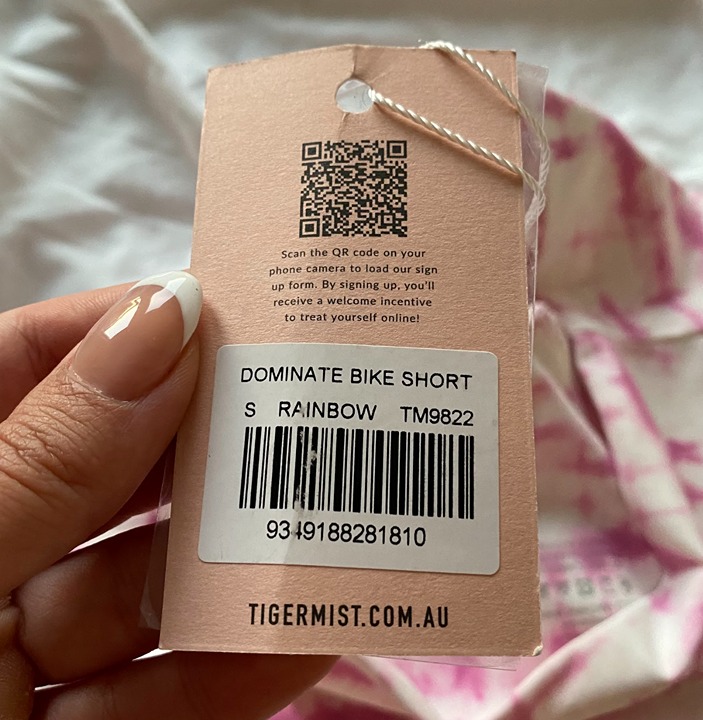 Scan the QR code on your
phone camera to load our sign
up form. By signing up, you'll
receive a welcome incentive
to treat yourself online!
DOMINATE BIKE SHORT
S RAINBOW TM9822
9349188281810
TIGERMIST.COM.AU